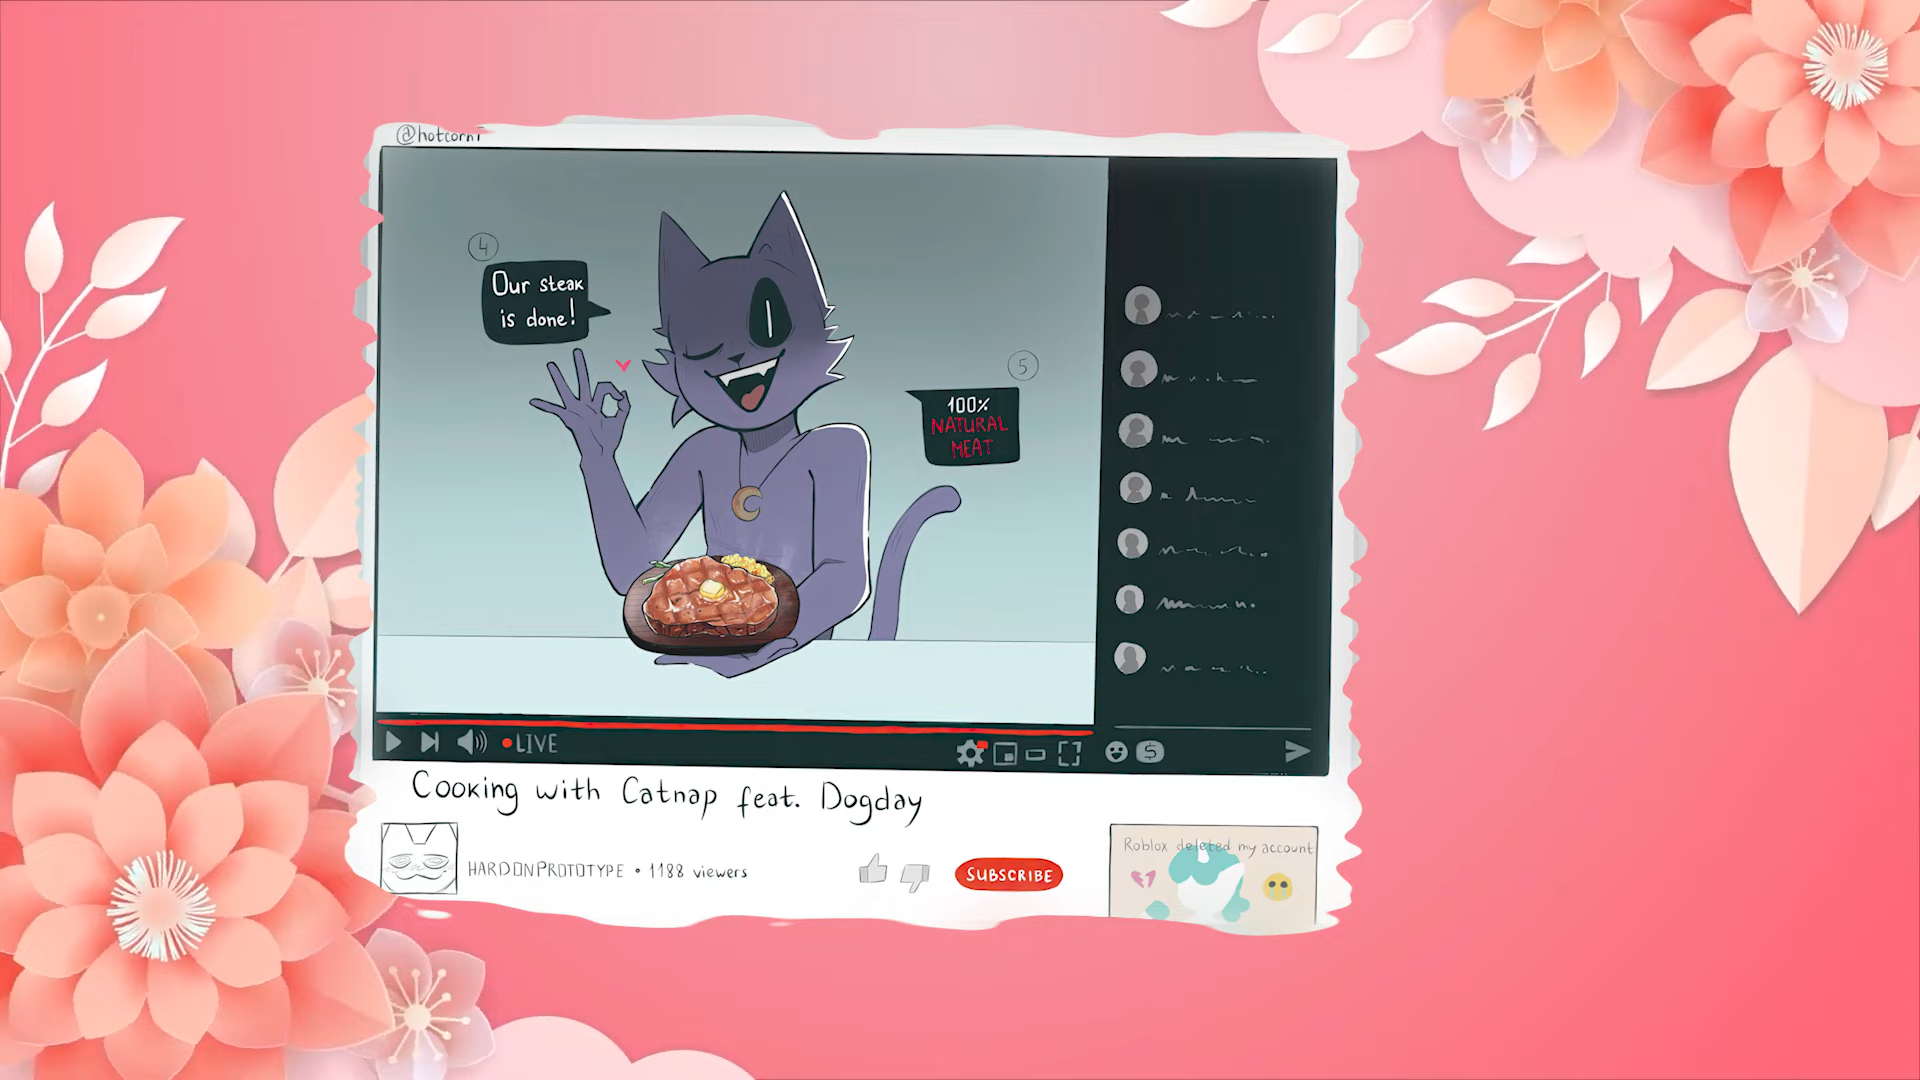 @hotcorn
4
Our steak
is done!
5
100%
NATURAL
MEAT
LIVE
$
Cooking with Catnap feat. Dogday
HARDONPROTOTYPE • 1188 viewers
SUBSCRIBE
Roblox deleted my account